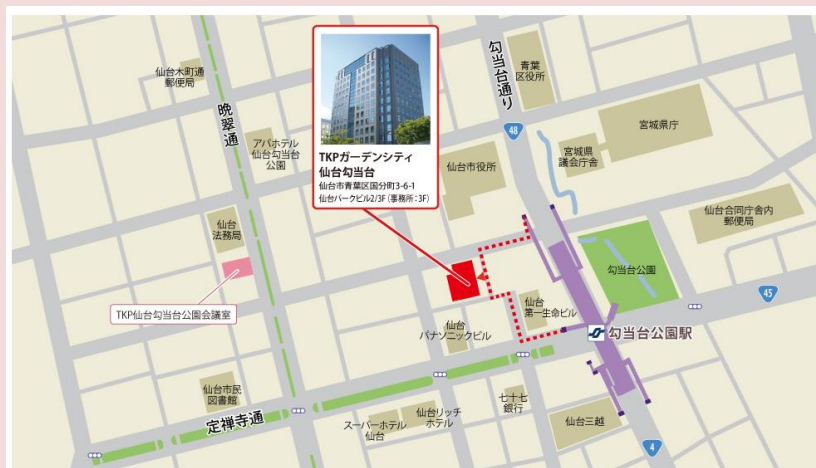 仙台木町通
郵便局
晩翠通
アパホテル
仙台勾当台
公園
仙台
法務局
TKP仙台勾当台公園会議室
仙台市民
図書館
定禅寺通
TKPガーデンシティ
仙台勾当台
仙台市青葉区国分町3-6-1
仙台パークビル2/3F（事務所:3F）
勾当台通り
青葉
区役所
48
宮城県
議会庁舎
宮城県庁
仙台市役所
仙台合同庁舎内
郵便局
勾当台公園
45
仙台
第一生命ビル
仙台
パナソニックビル
勾当台公園駅
スーパーホテル
仙台
仙台リッチ
ホテル
七十七
銀行
仙台三越
4